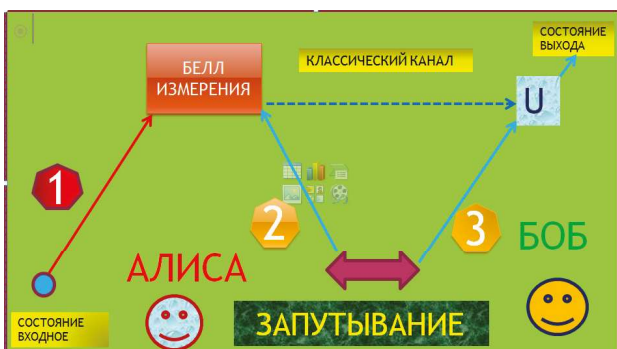 СОСТОЯНИЕ
ВЫХОДА
БЕЛЛ
ИЗМЕРЕНИЯ
КЛАССИЧЕСКИЙ КАНАЛ
U
1
2
3
БОБ
АЛИСА
СОСТОЯНИЕ
ВХОДНОЕ
ЗАПУТЫВАНИЕ